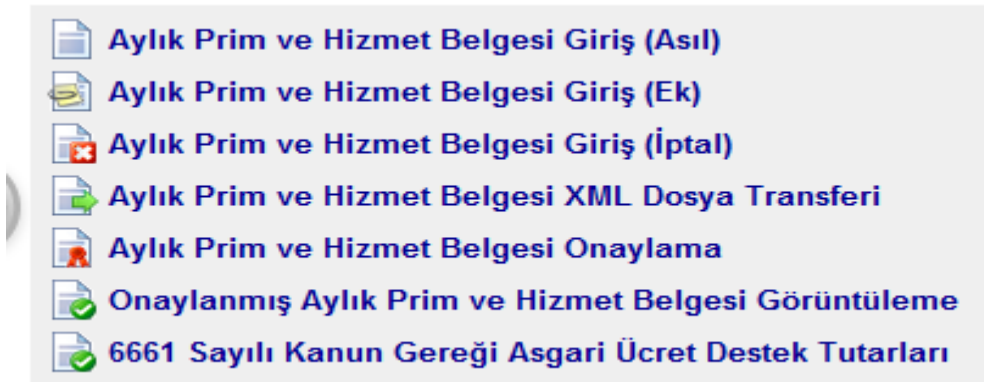 Aylık Prim ve Hizmet Belgesi Giriş (Asıl)
Aylık Prim ve Hizmet Belgesi Giriş (Ek)
Aylık Prim ve Hizmet Belgesi Giriş (İptal)
Aylık Prim ve Hizmet Belgesi XML Dosya Transferi
Aylık Prim ve Hizmet Belgesi Onaylama
Onaylanmış Aylık Prim ve Hizmet Belgesi Görüntüleme
6661 Sayılı Kanun Gereği Asgari Ücret Destek Tutarları